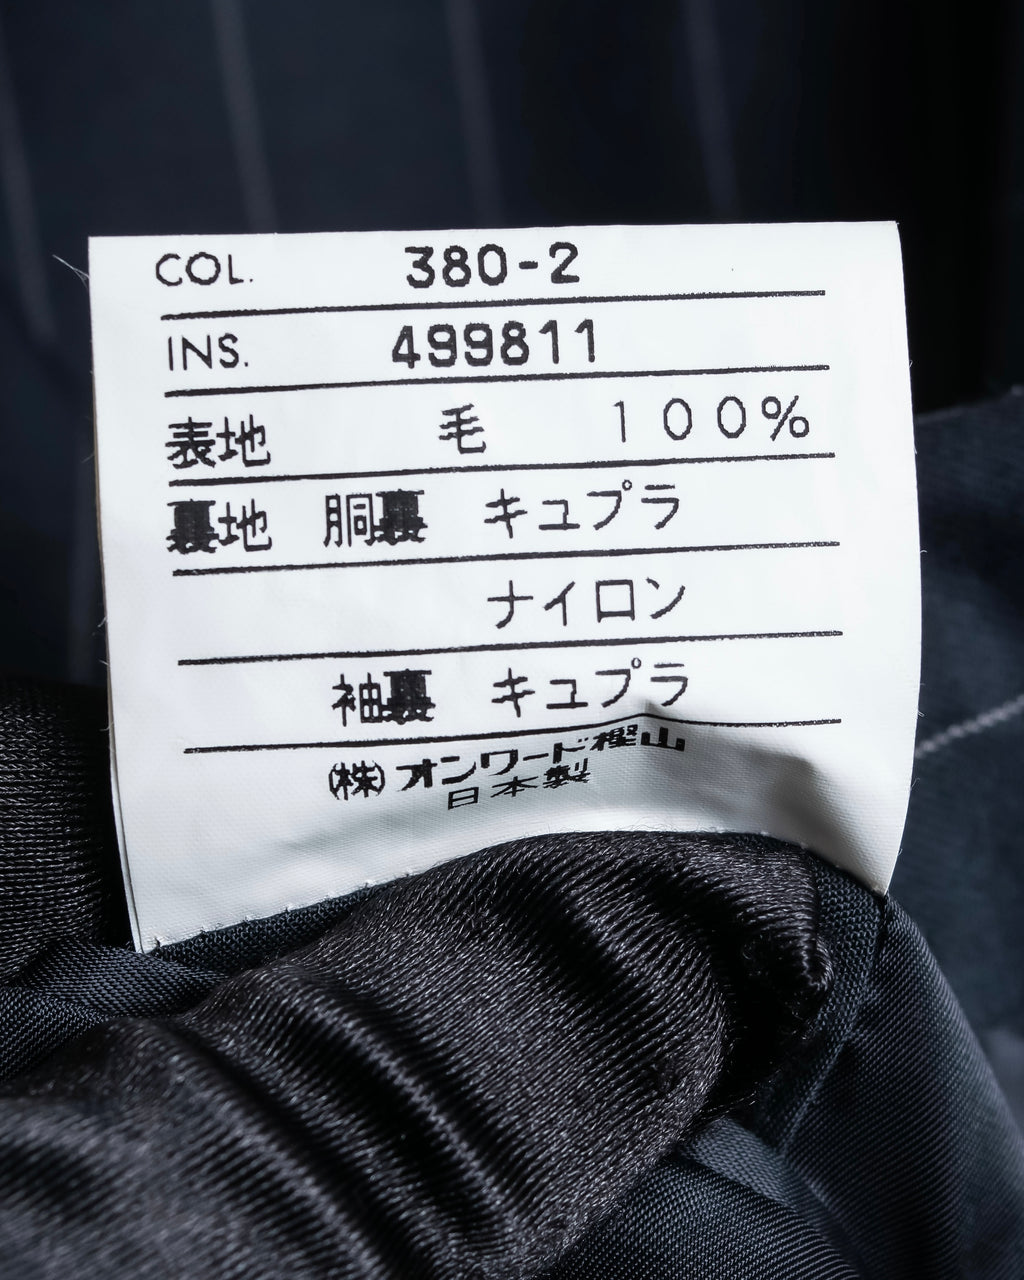 COL. 380-2
INS. 499811
表地 毛 100%
裏地 胴裏 キュプラ
ナイロン
袖裏 キュプラ
(株)オンワード樫山
日本製